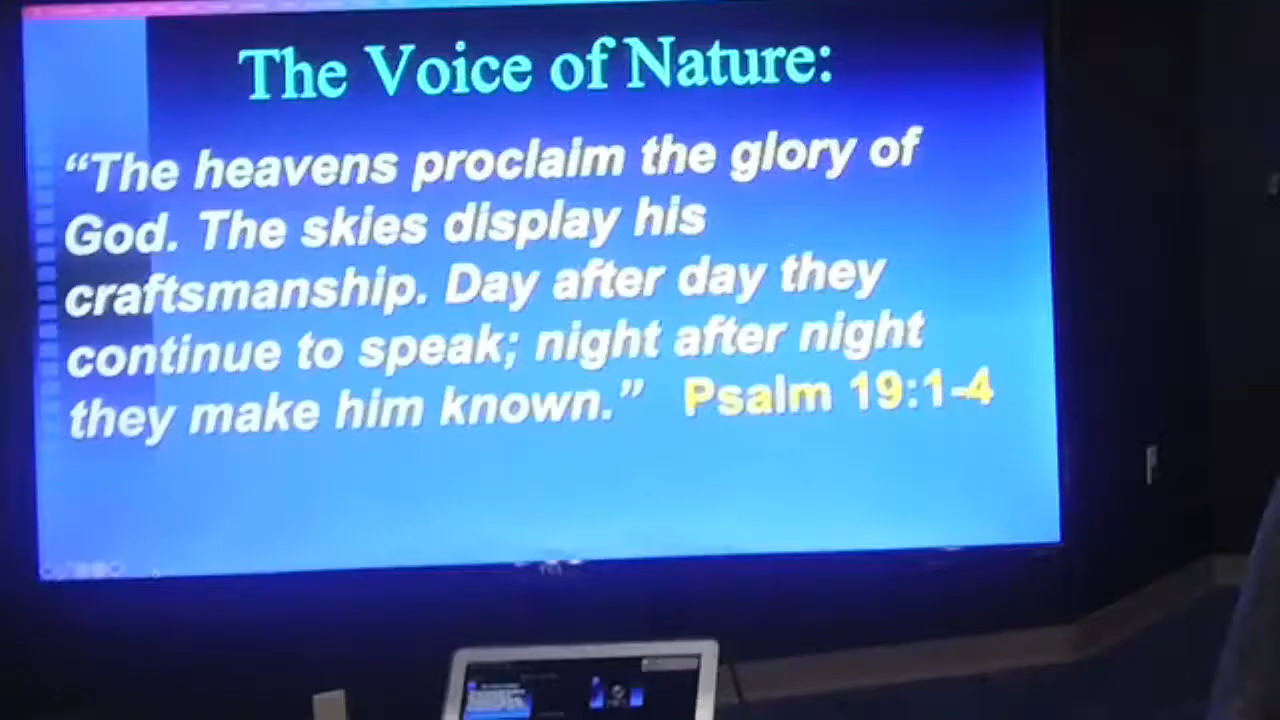 The Voice of Nature:
“The heavens proclaim the glory of
God. The skies display his
craftsmanship. Day after day they
continue to speak; night after night
they make him known.” Psalm 19:1-4